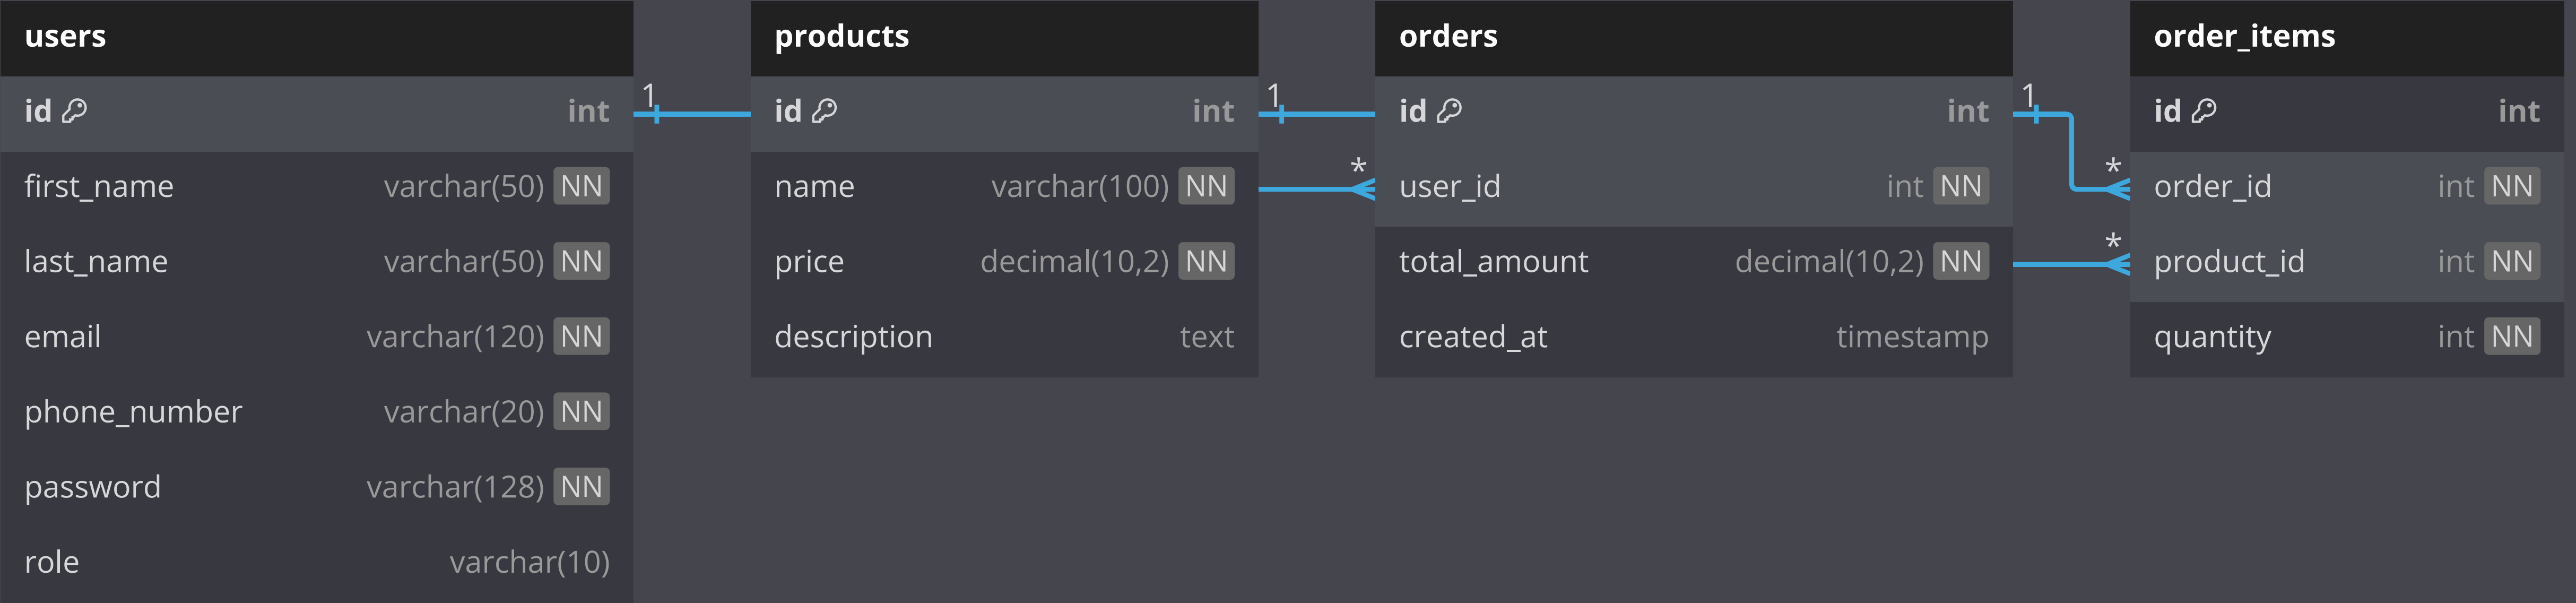 users
id int
first_name varchar(50) NN
last_name varchar(50) NN
email varchar(120) NN
phone_number varchar(20) NN
password varchar(128) NN
role varchar(10)
1
products
id int
name varchar(100) NN
price decimal(10,2) NN
description text
1
*
orders
id int
user_id int NN
total_amount decimal(10,2) NN
created_at timestamp
1
*
*
order_items
id int
order_id int NN
product_id int NN
quantity int NN